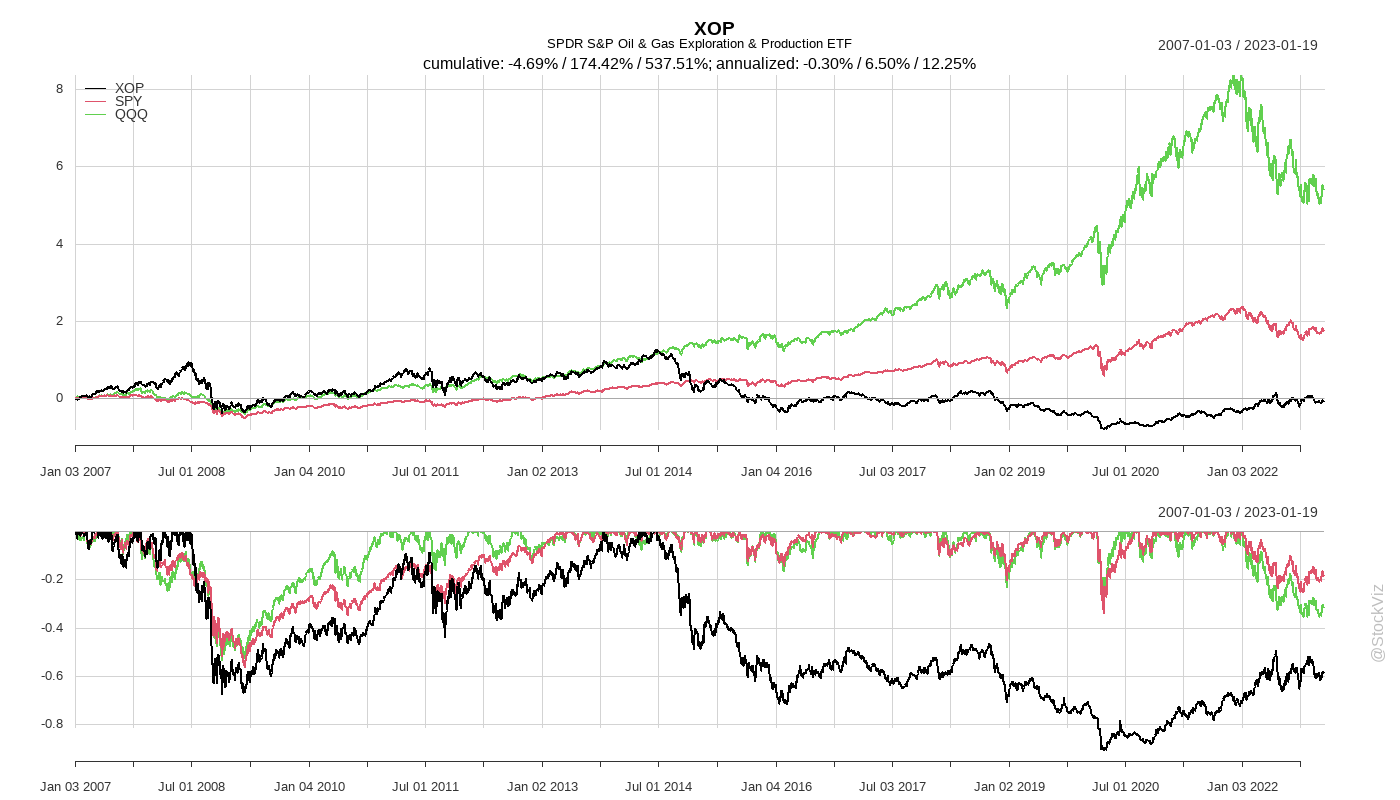 XOP
SPDR S&P Oil & Gas Exploration & Production ETF
2007-01-03 / 2023-01-19
cumulative: -4.69% / 174.42% / 537.51%; annualized: -0.30% / 6.50% / 12.25%
XOP
SPY
QQQ
8
6
4
2
0
Jan 03 2007 Jul 01 2008 Jan 04 2010 Jul 01 2011 Jan 02 2013 Jul 01 2014 Jan 04 2016 Jul 03 2017 Jan 02 2019 Jul 01 2020 Jan 03 2022
2007-01-03 / 2023-01-19
-0.2
-0.4
-0.6
-0.8
Jan 03 2007 Jul 01 2008 Jan 04 2010 Jul 01 2011 Jan 02 2013 Jul 01 2014 Jan 04 2016 Jul 03 2017 Jan 02 2019 Jul 01 2020 Jan 03 2022
@StockViz